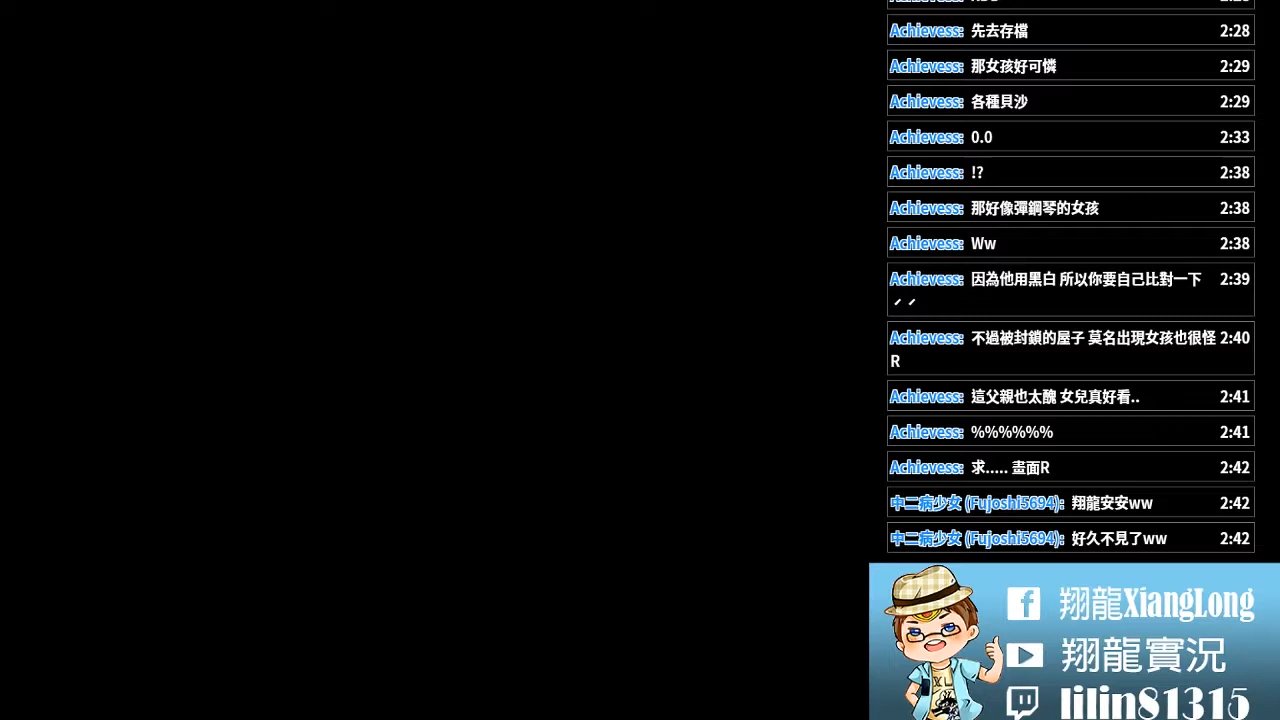 Achievess: 先去存檔 2:28
Achievess: 那女孩好可憐 2:29
Achievess: 各種貝沙 2:29
Achievess: 0.0 2:33
Achievess: !? 2:38
Achievess: 那好像彈鋼琴的女孩 2:38
Achievess: Ww 2:38
Achievess: 因為他用黑白 所以你要自己比對一下 2:39
ˊˊ
Achievess: 不過被封鎖的屋子 莫名出現女孩也很怪 2:40
R
Achievess: 這父親也太醜 女兒真好看.. 2:41
Achievess: %%%%%% 2:41
Achievess: 求..... 畫面R 2:42
中二病少女 (Fujoshi5694): 翔龍安安ww 2:42
中二病少女 (Fujoshi5694): 好久不見了ww 2:42
翔龍XiangLong
翔龍實況
lilin81315